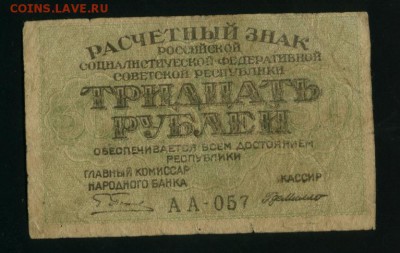 COINS.LAVE.RU
РАСЧЕТНЫЙ ЗНАК
РОССИЙСКОЙ
СОЦИАЛИСТИЧЕСКОЙ ФЕДЕРАТИВНОЙ
СОВЕТСКОЙ РЕСПУБЛИКИ
ТРИДЦАТЬ
РУБЛЕЙ
ОБЕСПЕЧИВАЕТСЯ ВСЕМ ДОСТОЯНИЕМ
РЕСПУБЛИКИ
ГЛАВНЫЙ КОМИССАР
НАРОДНОГО БАНКА
КАССИР
АА-057